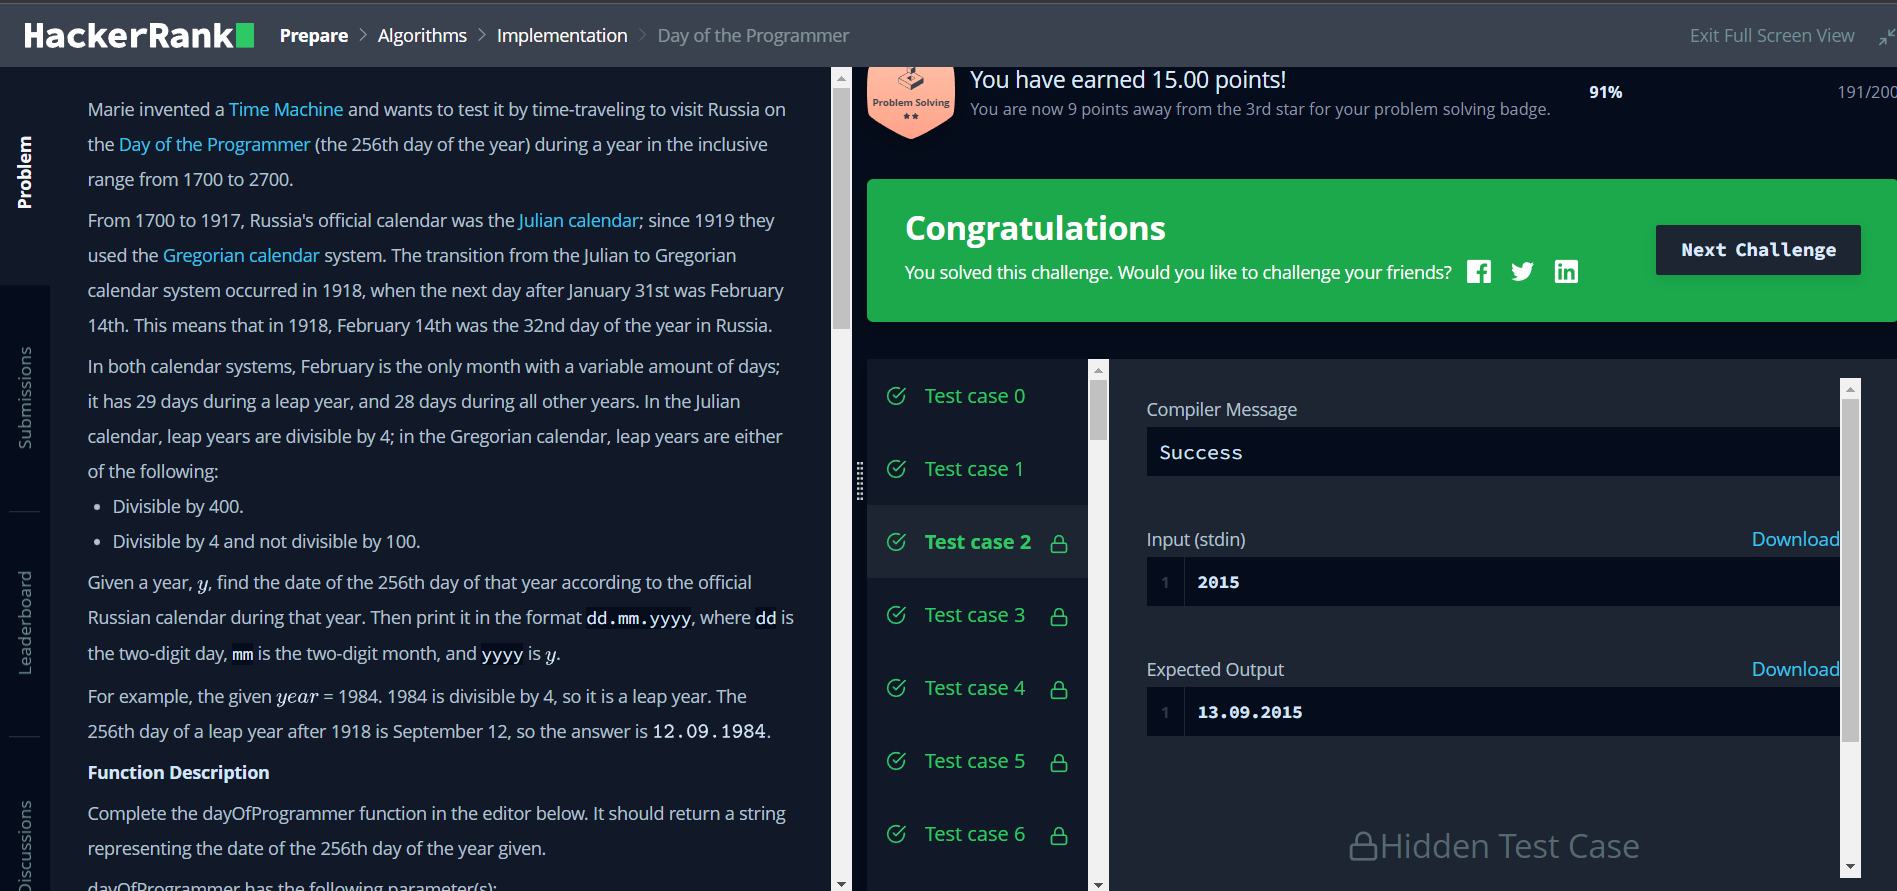 HackerRank
Prepare > Algorithms > Implementation > Day of the Programmer
Exit Full Screen View
Problem
Submissions
Leaderboard
Discussions
Marie invented a Time Machine and wants to test it by time-traveling to visit Russia on
the Day of the Programmer (the 256th day of the year) during a year in the inclusive
range from 1700 to 2700.
From 1700 to 1917, Russia's official calendar was the Julian calendar; since 1919 they
used the Gregorian calendar system. The transition from the Julian to Gregorian
calendar system occurred in 1918, when the next day after January 31st was February
14th. This means that in 1918, February 14th was the 32nd day of the year in Russia.
In both calendar systems, February is the only month with a variable amount of days;
it has 29 days during a leap year, and 28 days during all other years. In the Julian
calendar, leap years are divisible by 4; in the Gregorian calendar, leap years are either
of the following:
• Divisible by 400.
• Divisible by 4 and not divisible by 100.
Given a year, y, find the date of the 256th day of that year according to the official
Russian calendar during that year. Then print it in the format dd.mm.yyyy, where dd is
the two-digit day, mm is the two-digit month, and yyyy is y.
For example, the given year = 1984. 1984 is divisible by 4, so it is a leap year. The
256th day of a leap year after 1918 is September 12, so the answer is 12.09.1984.
Function Description
Complete the dayOfProgrammer function in the editor below. It should return a string
representing the date of the 256th day of the year given.
dayOfProgrammer has the following parameter(s):
Problem Solving
You have earned 15.00 points!
You are now 9 points away from the 3rd star for your problem solving badge.
91%
191/200
Congratulations
You solved this challenge. Would you like to challenge your friends?
Next Challenge
Test case 0
Test case 1
Test case 2
Test case 3
Test case 4
Test case 5
Test case 6
Compiler Message
Success
Input (stdin)
Download
1 2015
Expected Output
Download
1 13.09.2015
Hidden Test Case